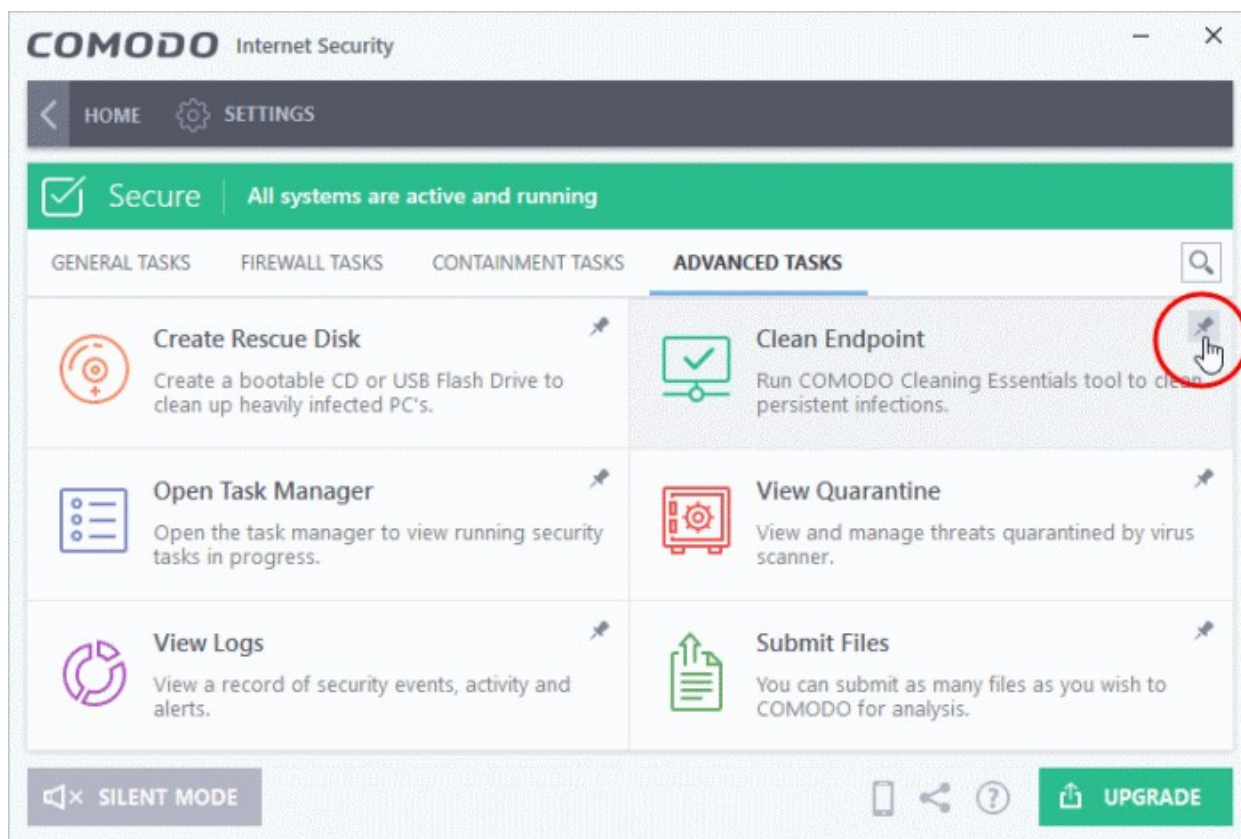 COMODO Internet Security
HOME SETTINGS
Secure All systems are active and running
GENERAL TASKS FIREWALL TASKS CONTAINMENT TASKS ADVANCED TASKS
Create Rescue Disk
Create a bootable CD or USB Flash Drive to
clean up heavily infected PC's.
Clean Endpoint
Run COMODO Cleaning Essentials tool to clean
persistent infections.
Open Task Manager
Open the task manager to view running security
tasks in progress.
View Quarantine
View and manage threats quarantined by virus
scanner.
View Logs
View a record of security events, activity and
alerts.
Submit Files
You can submit as many files as you wish to
COMODO for analysis.
SILENT MODE
?
UPGRADE